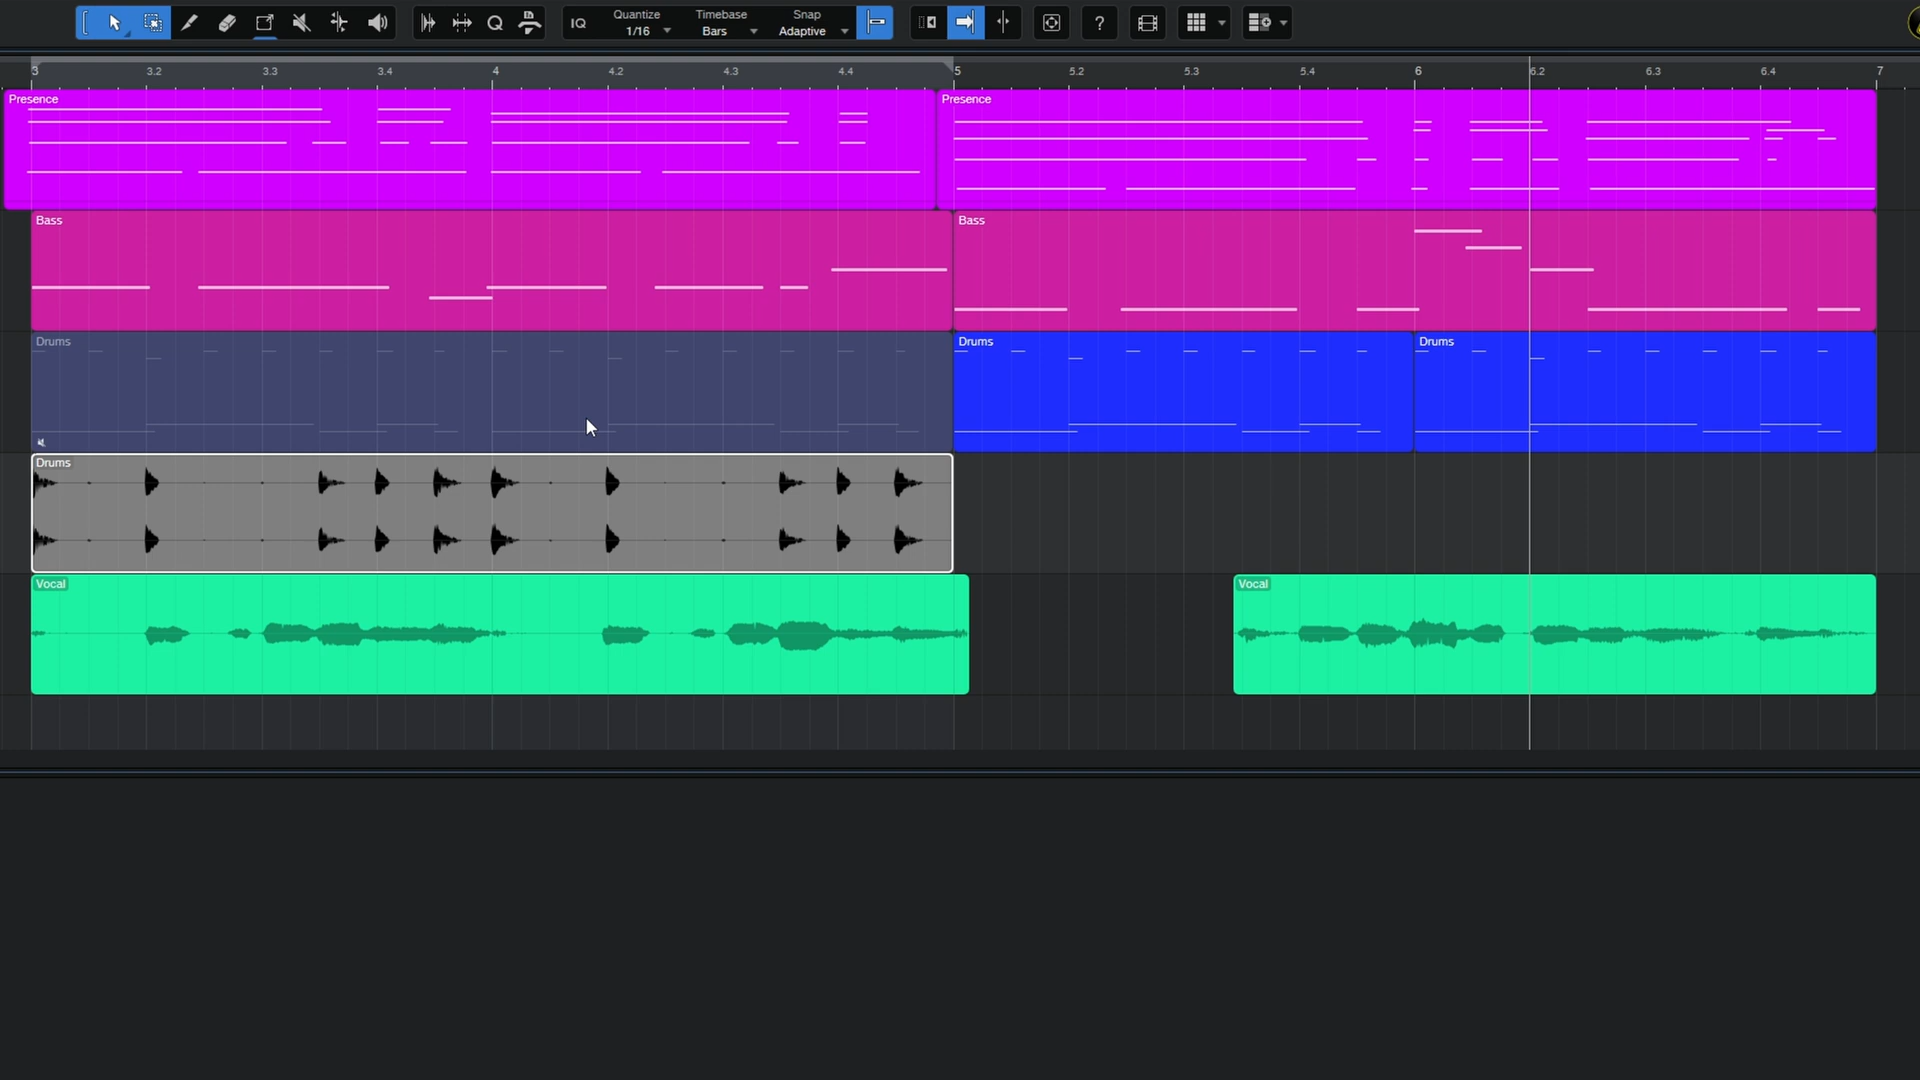 IQ
Quantize
1/16
Timebase
Bars
Snap
Adaptive
Q
?
3 3.2 3.3 3.4 4 4.2 4.3 4.4 5 5.2 5.3 5.4 6 6.2 6.3 6.4 7
Presence Presence
Bass Bass
Drums Drums Drums
Drums
Vocal Vocal